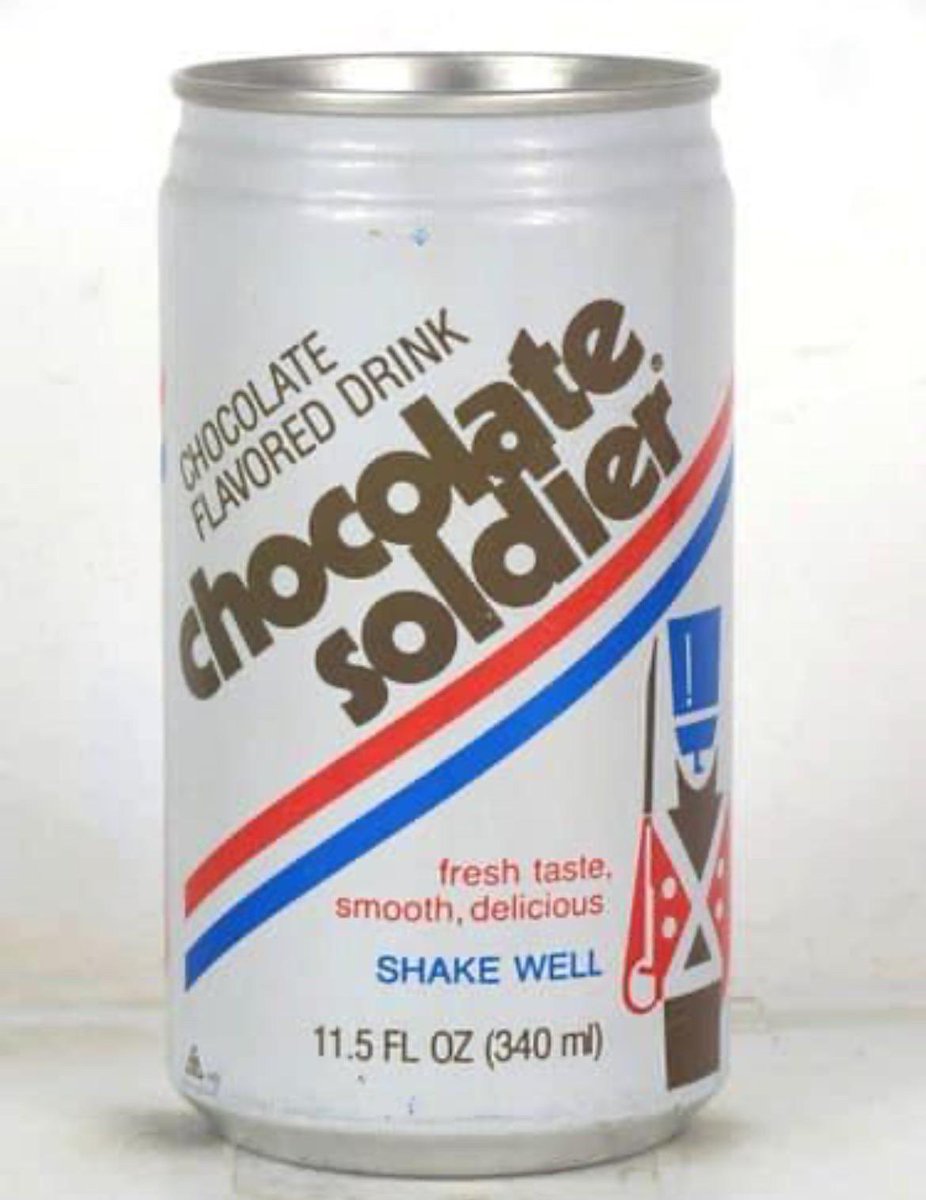 CHOCOLATE
FLAVORED DRINK
chocolate
soldier®
fresh taste,
smooth, delicious
SHAKE WELL
11.5 FL OZ (340 ml)